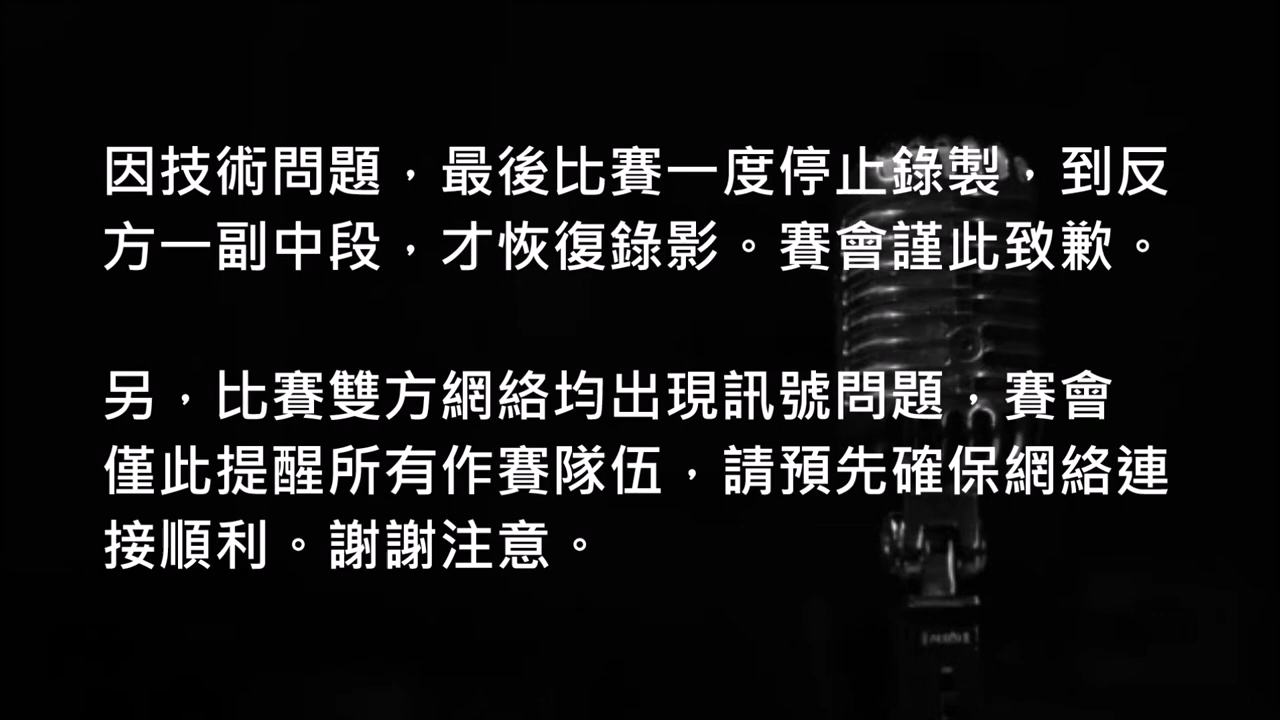 因技術問題，最後比賽一度停止錄製，到反
方一副中段，才恢復錄影。賽會謹此致歉。
另，比賽雙方網絡均出現訊號問題，賽會
僅此提醒所有作賽隊伍，請預先確保網絡連
接順利。謝謝注意。